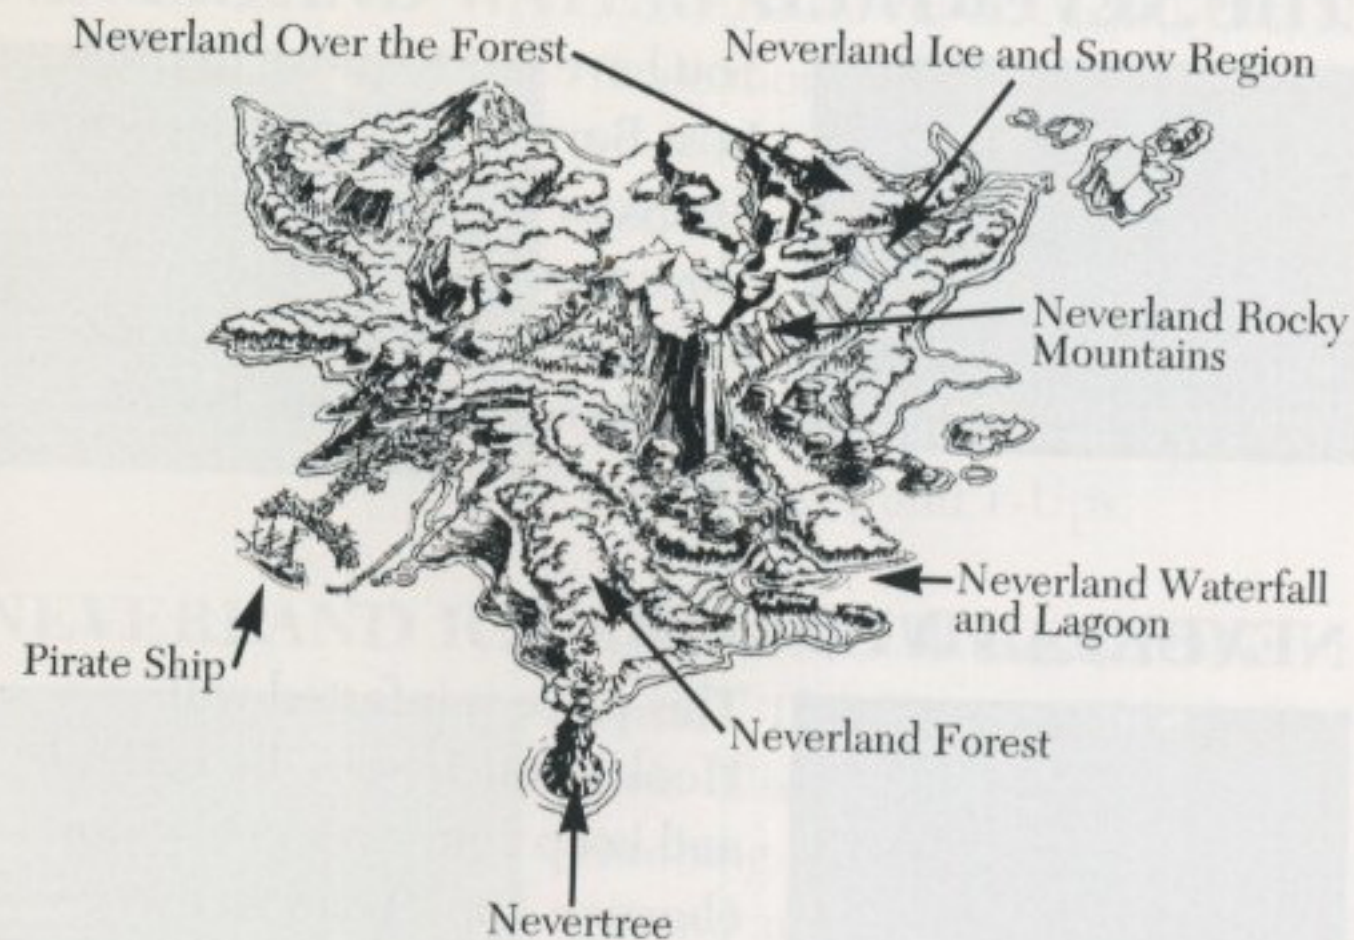 Neverland Over the Forest
Neverland Ice and Snow Region
Neverland Rocky
Mountains
Neverland Waterfall
and Lagoon
Pirate Ship
Neverland Forest
Nevertree